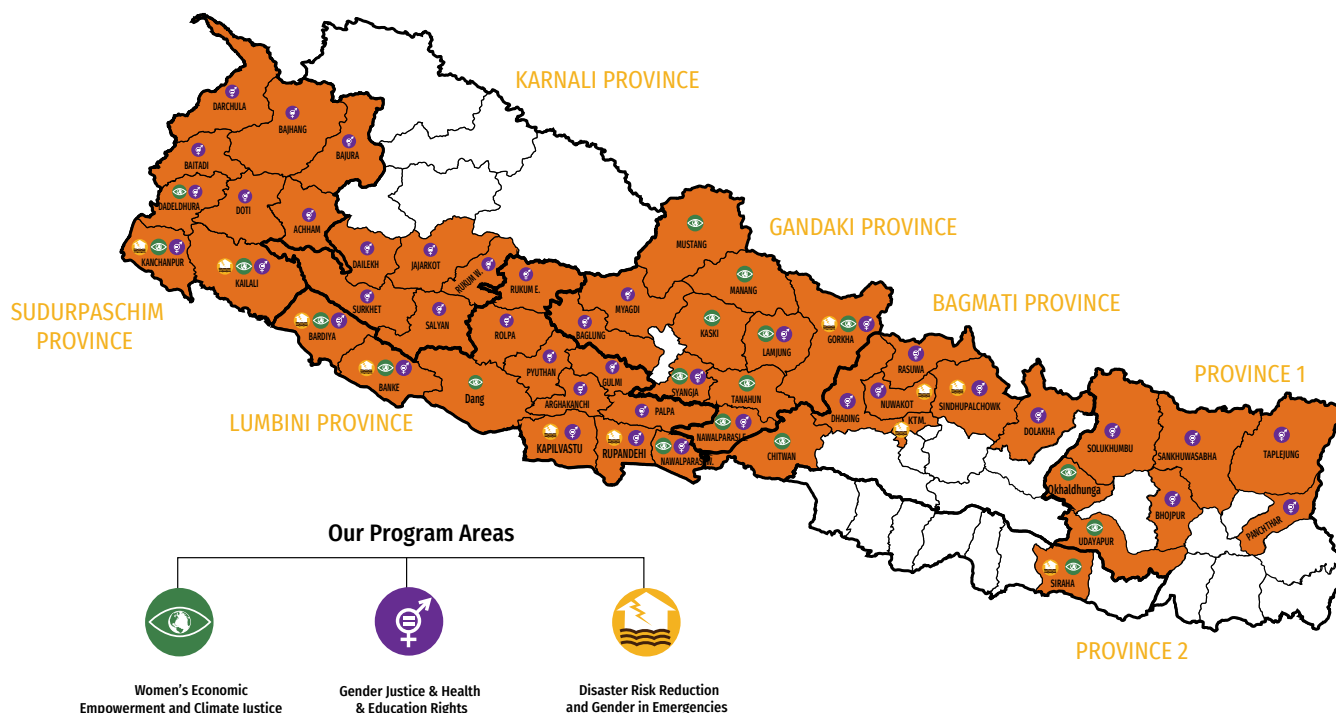 KARNALI PROVINCE
DARCHULA
BAJHANG
BAJURA
BAITADI
DADELDHURA
DOTI
ACHHAM
KANCHANPUR
KAILALI
SUDURPASCHIM
PROVINCE
DAILEKH
JAJARKOT
RUKUM W.
RUKUM E.
SURKHET
SALYAN
ROLPA
BARDIYA
BANKE
Dang
PYUTHAN
GULMI
ARGHAKANCHI
PALPA
KAPILVASTU
RUPANDEHI
NAWALPARASI W.
LUMBINI PROVINCE
GANDAKI PROVINCE
MUSTANG
MANANG
MYAGDI
KASKI
LAMJUNG
GORKHA
BAGLUNG
SYANGJA
TANAHUN
NAWALPARASI E.
BAGMATI PROVINCE
RASUWA
NUWAKOT
SINDHUPALCHOWK
DHADING
KTM.
DOLAKHA
CHITWAN
PROVINCE 1
SOLUKHUMBU
SANKHUWASABHA
TAPLEJUNG
Okhaldhunga
BHOJPUR
PANCHTHAR
UDAYAPUR
SIRAHA
PROVINCE 2
Our Program Areas
Women's Economic
Empowerment and Climate Justice
Gender Justice & Health
& Education Rights
Disaster Risk Reduction
and Gender in Emergencies